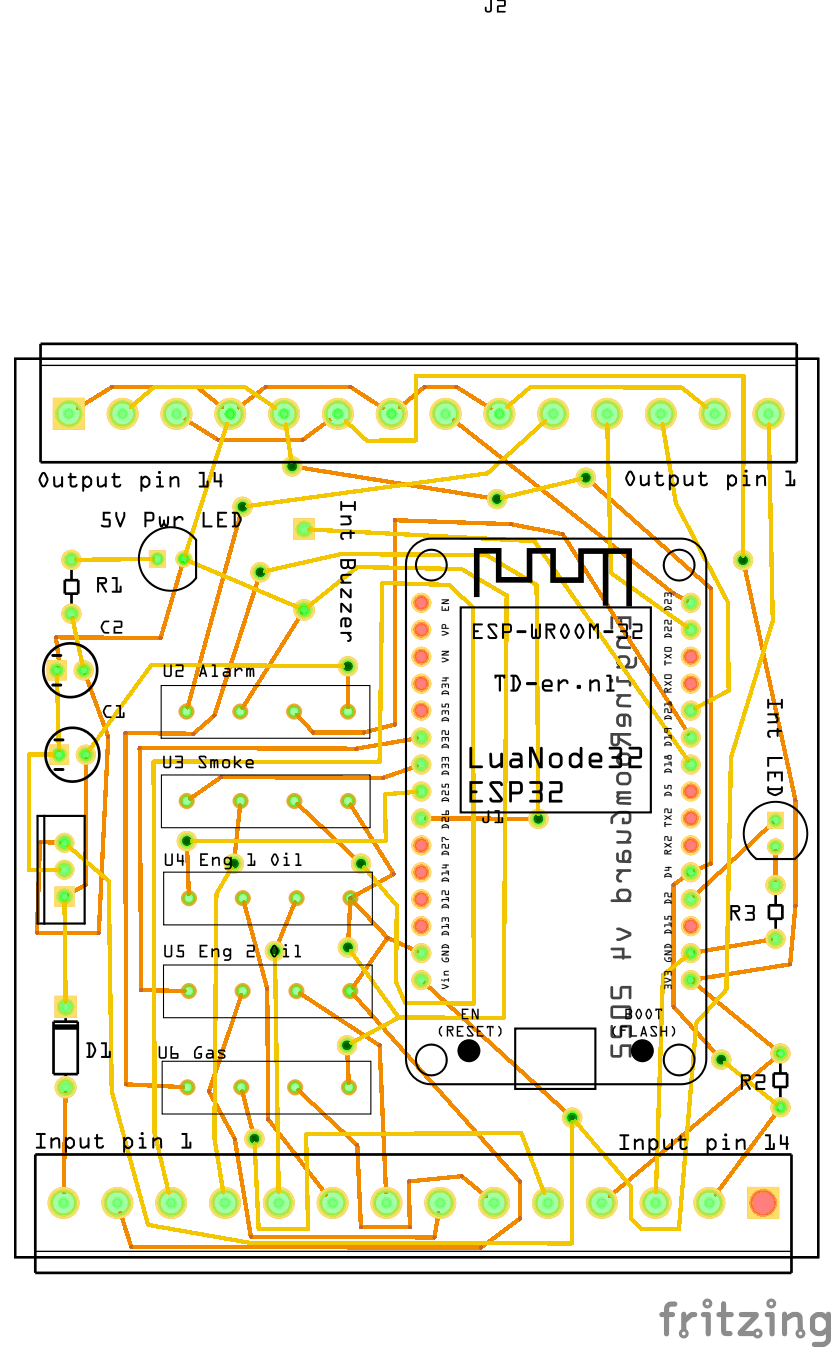 J2
Output pin 14
Output pin 1
5V Pwr LED
Int Buzzer
R1
C2
C1
U2 Alarm
U3 Smoke
U4 Eng 1 Oil
U5 Eng 2 Oil
U6 Gas
EN
VP
VN
D34
D35
D32
D33
D25
D26
D27
D14
D12
D13
GND
Vin
ESP-WROOM-32
TD-er.nl
LuaNode32
ESP32
J1
EngineRoomGuard v4 2025
D23
D22
TX0
RX0
D21
D19
D18
D5
TX2
RX2
D4
D2
D15
GND
3V3
Int LED
R3
EN
(RESET)
BOOT
(FLASH)
D1
R2
Input pin 1
Input pin 14
fritzing